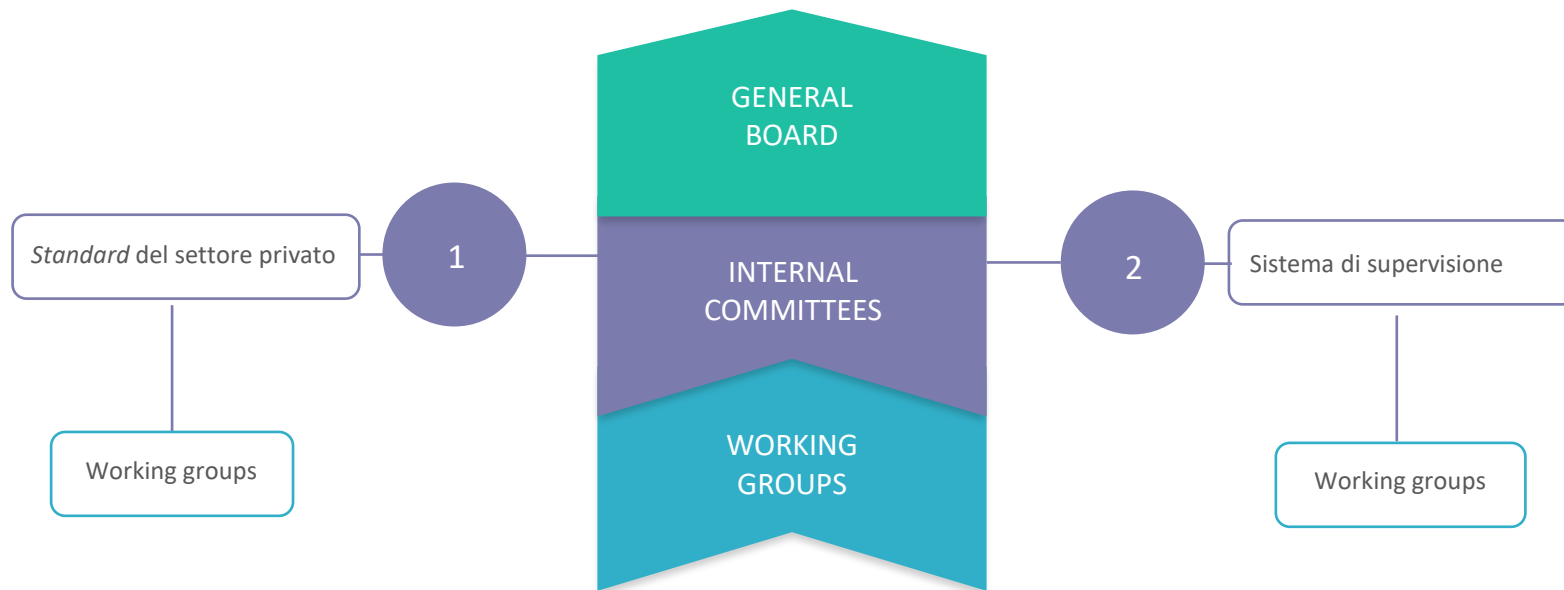 GENERAL
BOARD
Standard del settore privato
1
INTERNAL
COMMITTEES
2
Sistema di supervisione
Working groups
WORKING
GROUPS
Working groups